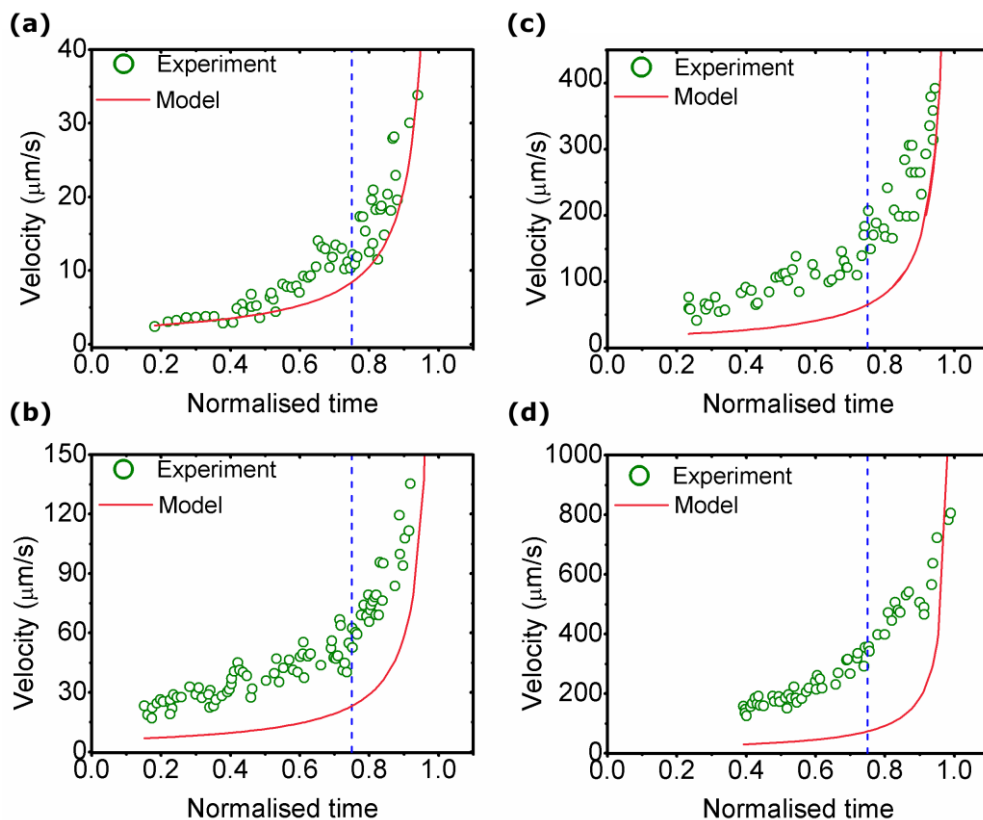 (a)
40
30
20
10
0
Velocity (μm/s)
Experiment
Model
0.0 0.2 0.4 0.6 0.8 1.0
Normalised time
(c)
400
300
200
100
0
Velocity (μm/s)
Experiment
Model
0.0 0.2 0.4 0.6 0.8 1.0
Normalised time
(b)
150
120
90
60
30
0
Velocity (μm/s)
Experiment
Model
0.0 0.2 0.4 0.6 0.8 1.0
Normalised time
(d)
1000
800
600
400
200
0
Velocity (μm/s)
Experiment
Model
0.0 0.2 0.4 0.6 0.8 1.0
Normalised time